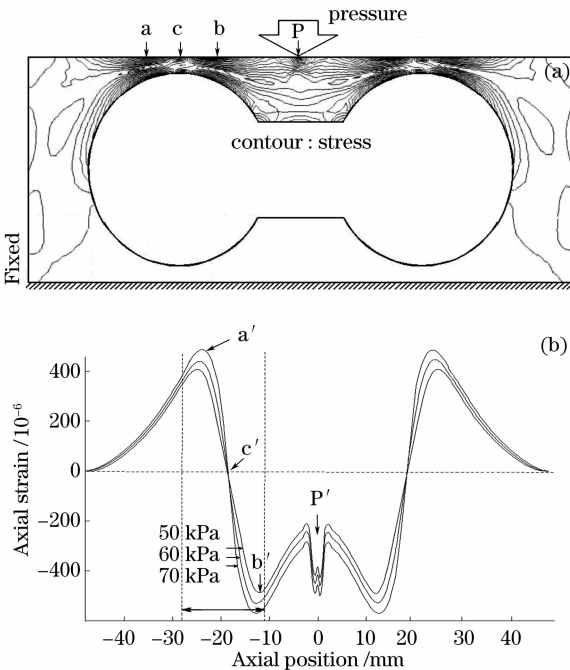 pressure
a c b P
(a)
contour : stress
Fixed
(b)
a′
400
200
0
−200
−400
Axial strain /10⁻⁶
c′
P′
50 kPa
60 kPa
70 kPa
b′
−40 −30 −20 −10 0 10 20 30 40
Axial position /mm